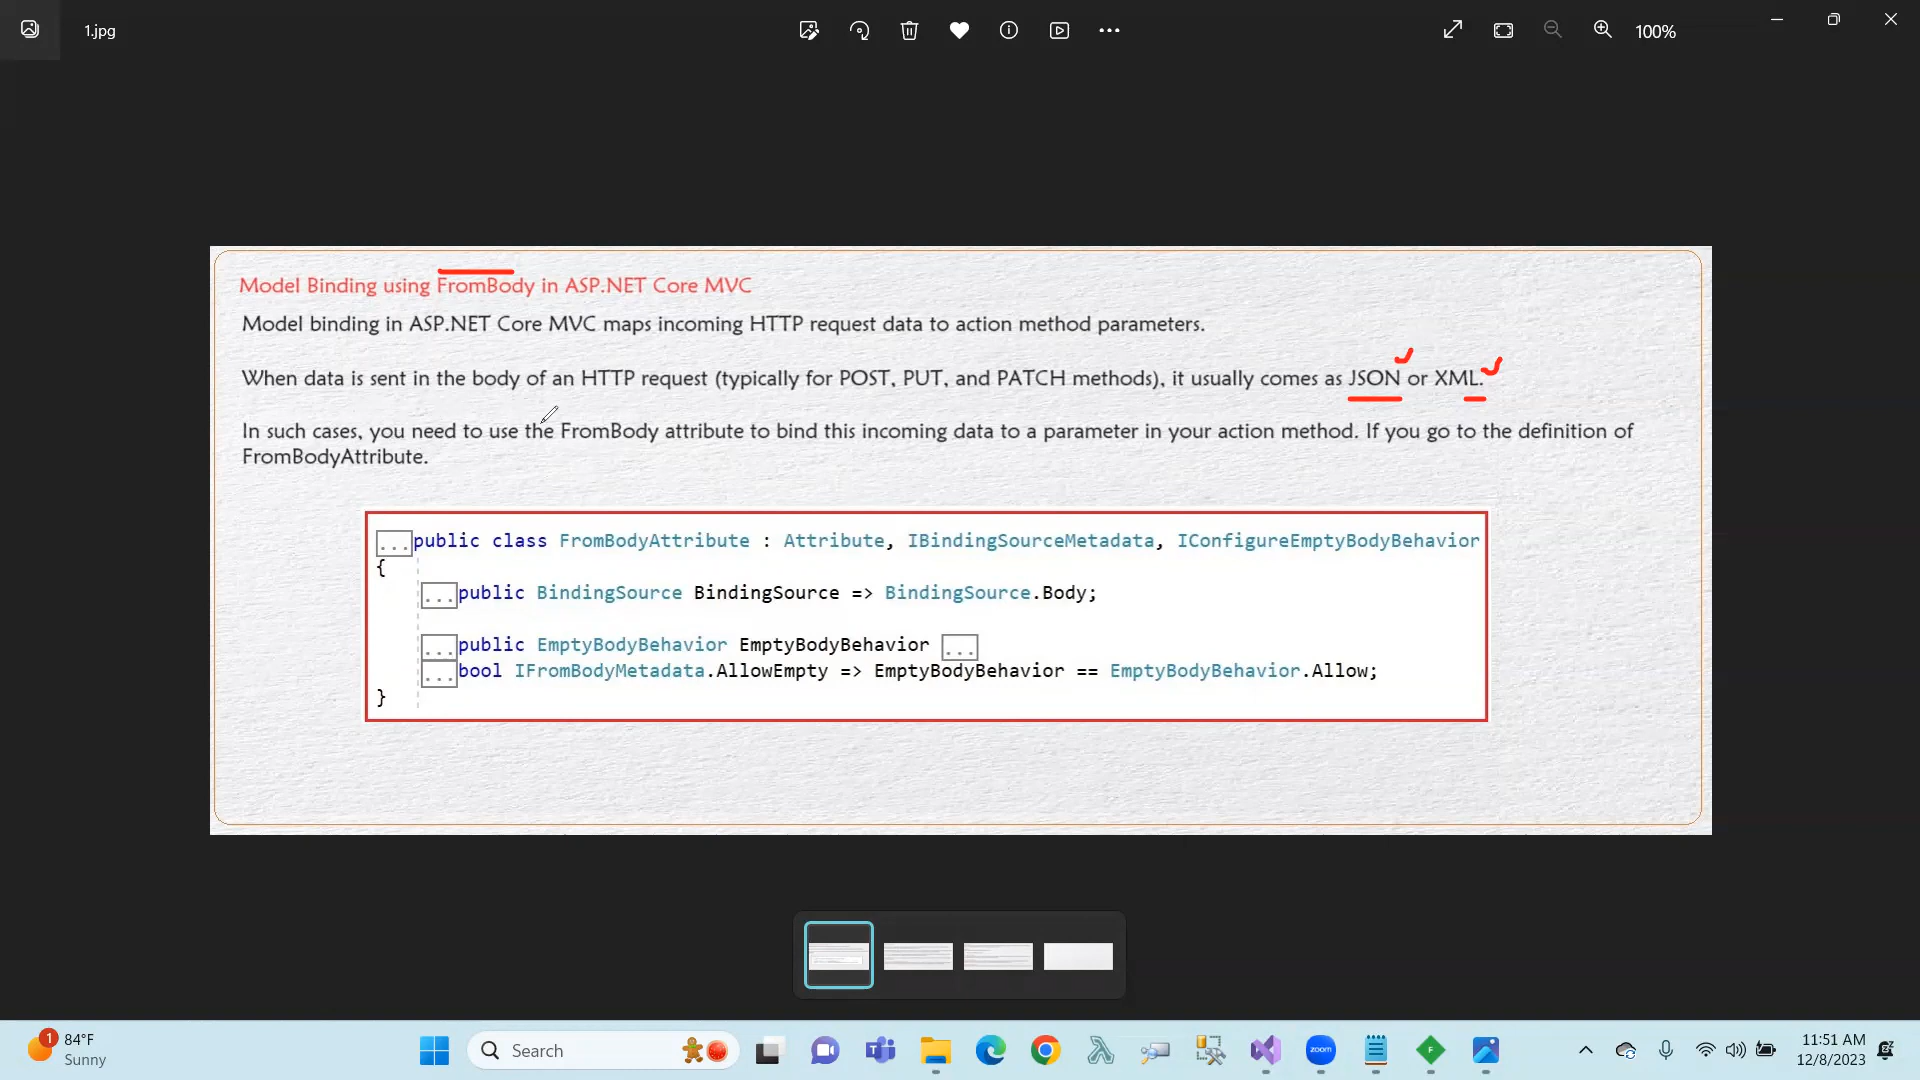 1.jpg
100%
Model Binding using FromBody in ASP.NET Core MVC
Model binding in ASP.NET Core MVC maps incoming HTTP request data to action method parameters.
When data is sent in the body of an HTTP request (typically for POST, PUT, and PATCH methods), it usually comes as JSON or XML.
In such cases, you need to use the FromBody attribute to bind this incoming data to a parameter in your action method. If you go to the definition of
FromBodyAttribute.
...public class FromBodyAttribute : Attribute, IBindingSourceMetadata, IConfigureEmptyBodyBehavior
{
...public BindingSource BindingSource => BindingSource.Body;
...public EmptyBodyBehavior EmptyBodyBehavior ...
...bool IFromBodyMetadata.AllowEmpty => EmptyBodyBehavior == EmptyBodyBehavior.Allow;
}
1
84°F
Sunny
Search
zoom
11:51 AM
12/8/2023